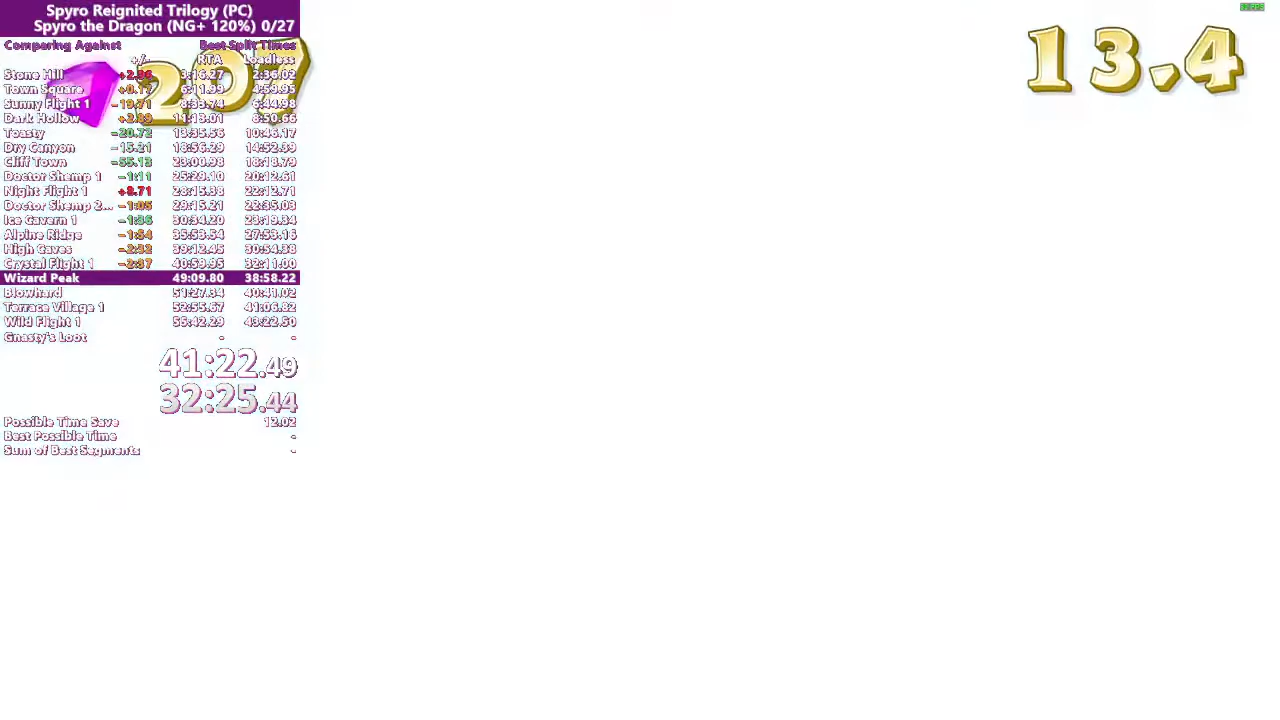 Spyro Reignited Trilogy (PC)
Spyro the Dragon (NG+ 120%) 0/27
Comparing Against Best Split Times
+/- RTA Loadless
Stone Hill 3:16.27 2:36.02
Town Square 6:11.99 4:59.95
Sunny Flight 1 −19.71 8:33.74 6:44.98
Dark Hollow 11:13.01 8:50.66
Toasty −20.72 13:35.56 10:46.17
Dry Canyon −15.21 18:56.29 14:52.99
Cliff Town −55.13 23:00.98 18:18.79
Doctor Shemp 1 −1:11 25:29.10 20:12.61
Night Flight 1 +8.71 28:15.38 22:12.71
Doctor Shemp 2... −1:05 29:15.21 22:35.03
Ice Cavern 1 −1:36 30:34.20 23:19.34
Alpine Ridge −1:54 35:53.54 27:53.16
High Caves −2:32 39:12.45 30:54.38
Crystal Flight 1 −2:37 40:59.95 32:11.00
Wizard Peak 49:09.80 38:58.22
Blowhard 51:27.34 40:41.02
Terrace Village 1 52:55.67 41:06.82
Wild Flight 1 55:42.29 43:22.50
Gnasty's Loot - -
41:22.49
32:25.44
Possible Time Save 12.02
Best Possible Time -
Sum of Best Segments -
207
13.4